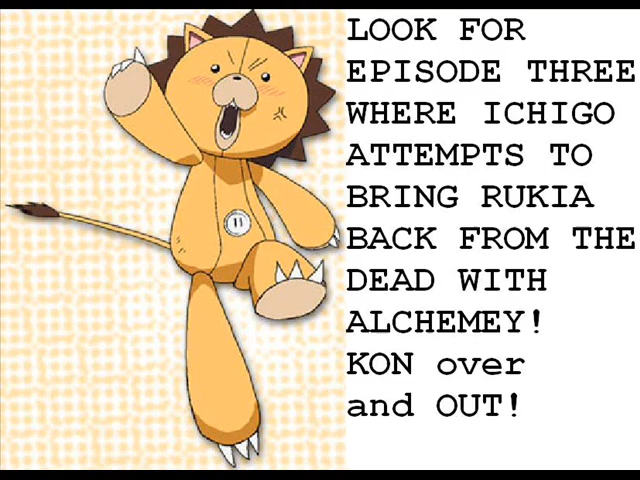 LOOK FOR
EPISODE THREE
WHERE ICHIGO
ATTEMPTS TO
BRING RUKIA
BACK FROM THE
DEAD WITH
ALCHEMEY!
KON over
and OUT!